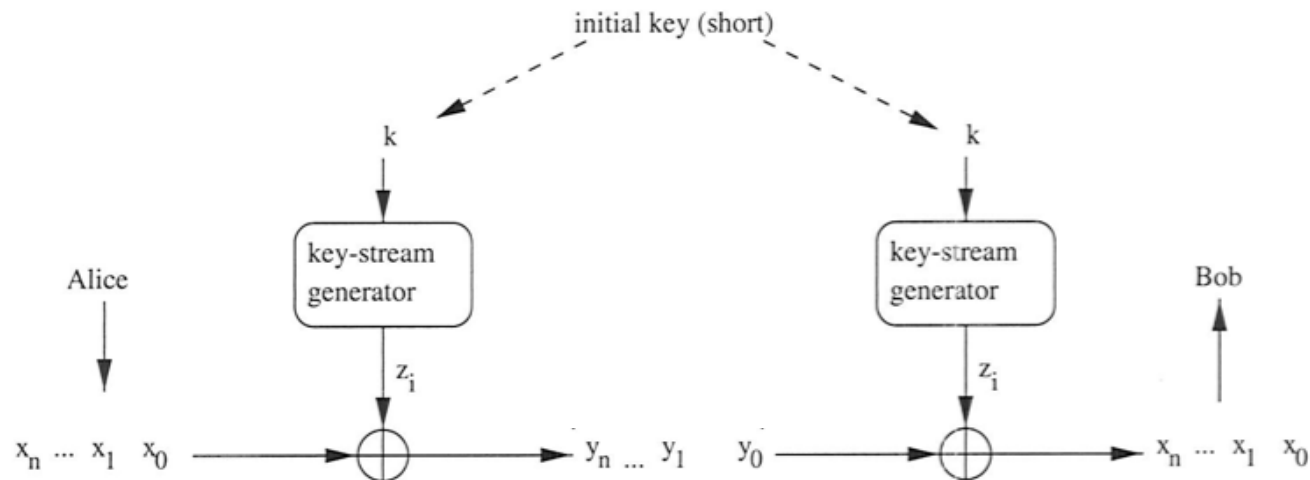 initial key (short)
k
k
key-stream
generator
key-stream
generator
Alice
Bob
z_i
z_i
x_n ... x_1 x_0
y_n ... y_1 y_0
x_n ... x_1 x_0